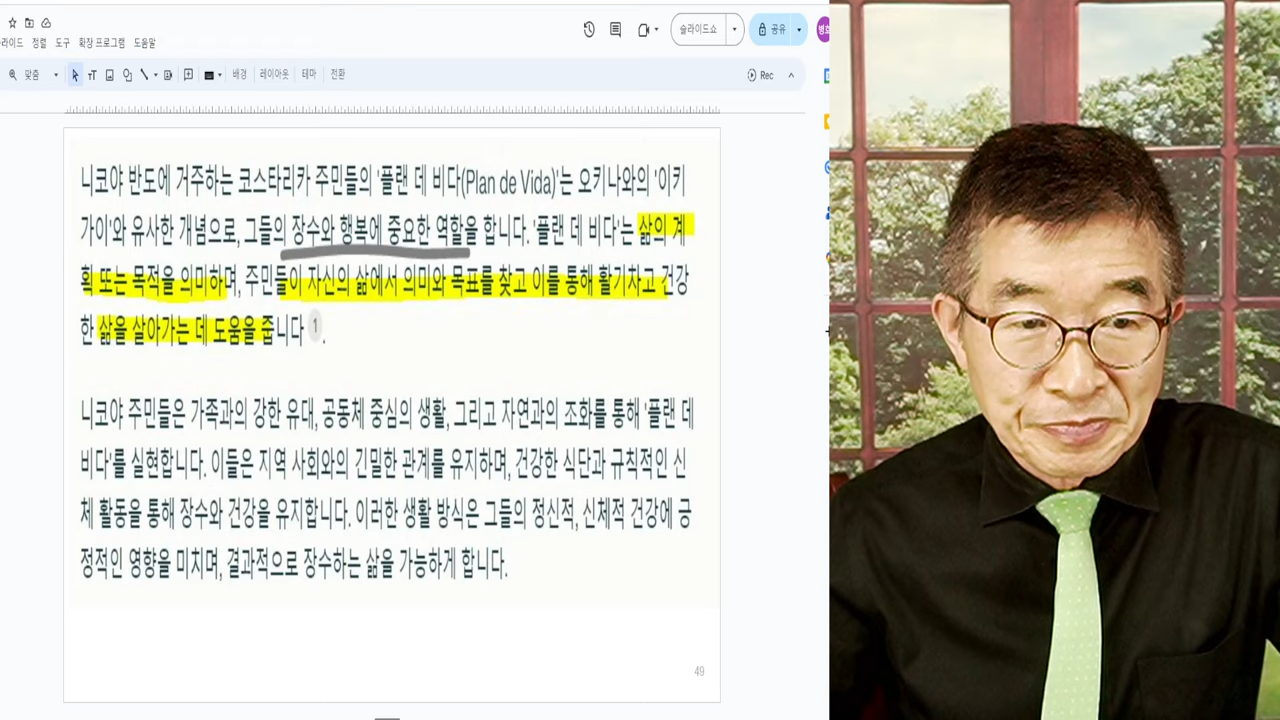 라이드 정렬 도구 확장 프로그램 도움말
슬라이드쇼
공유
병호
맞춤
배경 레이아웃 테마 전환
Rec
니코야 반도에 거주하는 코스타리카 주민들의 '플랜 데 비다(Plan de Vida)'는 오키나와의 '이키
가이'와 유사한 개념으로, 그들의 장수와 행복에 중요한 역할을 합니다. '플랜 데 비다'는 삶의 계
획 또는 목적을 의미하며, 주민들이 자신의 삶에서 의미와 목표를 찾고 이를 통해 활기차고 건강
한 삶을 살아가는 데 도움을 줍니다 1 .
니코야 주민들은 가족과의 강한 유대, 공동체 중심의 생활, 그리고 자연과의 조화를 통해 '플랜 데
비다'를 실현합니다. 이들은 지역 사회와의 긴밀한 관계를 유지하며, 건강한 식단과 규칙적인 신
체 활동을 통해 장수와 건강을 유지합니다. 이러한 생활 방식은 그들의 정신적, 신체적 건강에 긍
정적인 영향을 미치며, 결과적으로 장수하는 삶을 가능하게 합니다.
49